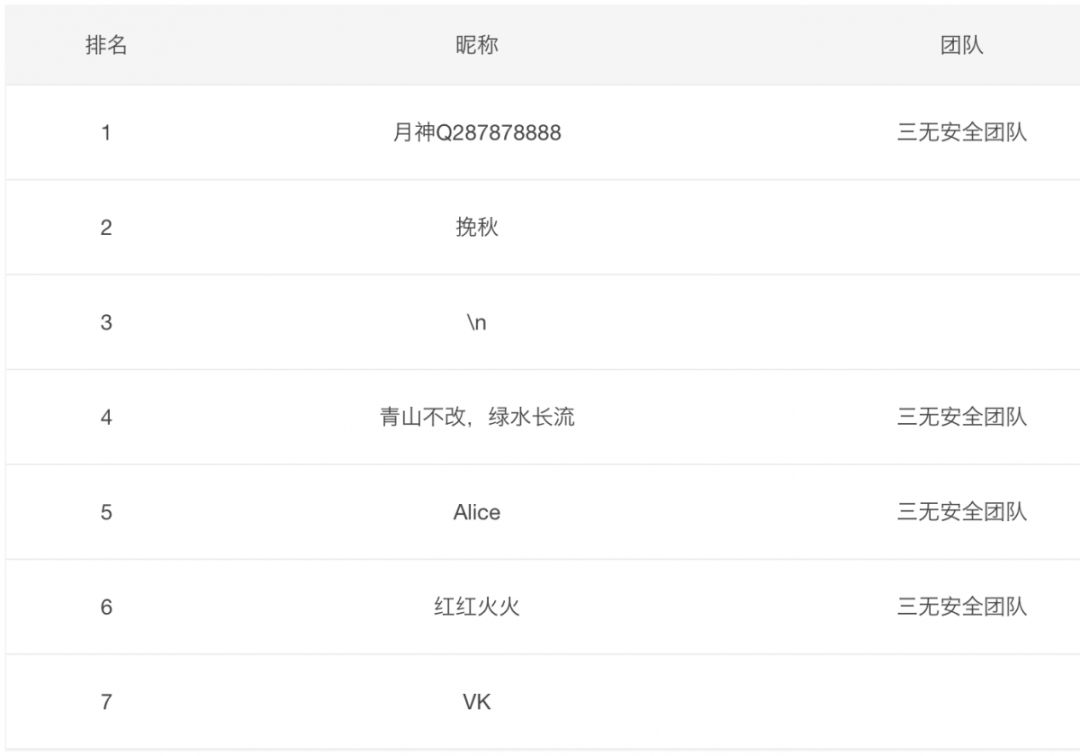 排名 昵称 团队
1 月神Q287878888 三无安全团队
2 挽秋
3 \n
4 青山不改，绿水长流 三无安全团队
5 Alice 三无安全团队
6 红红火火 三无安全团队
7 VK